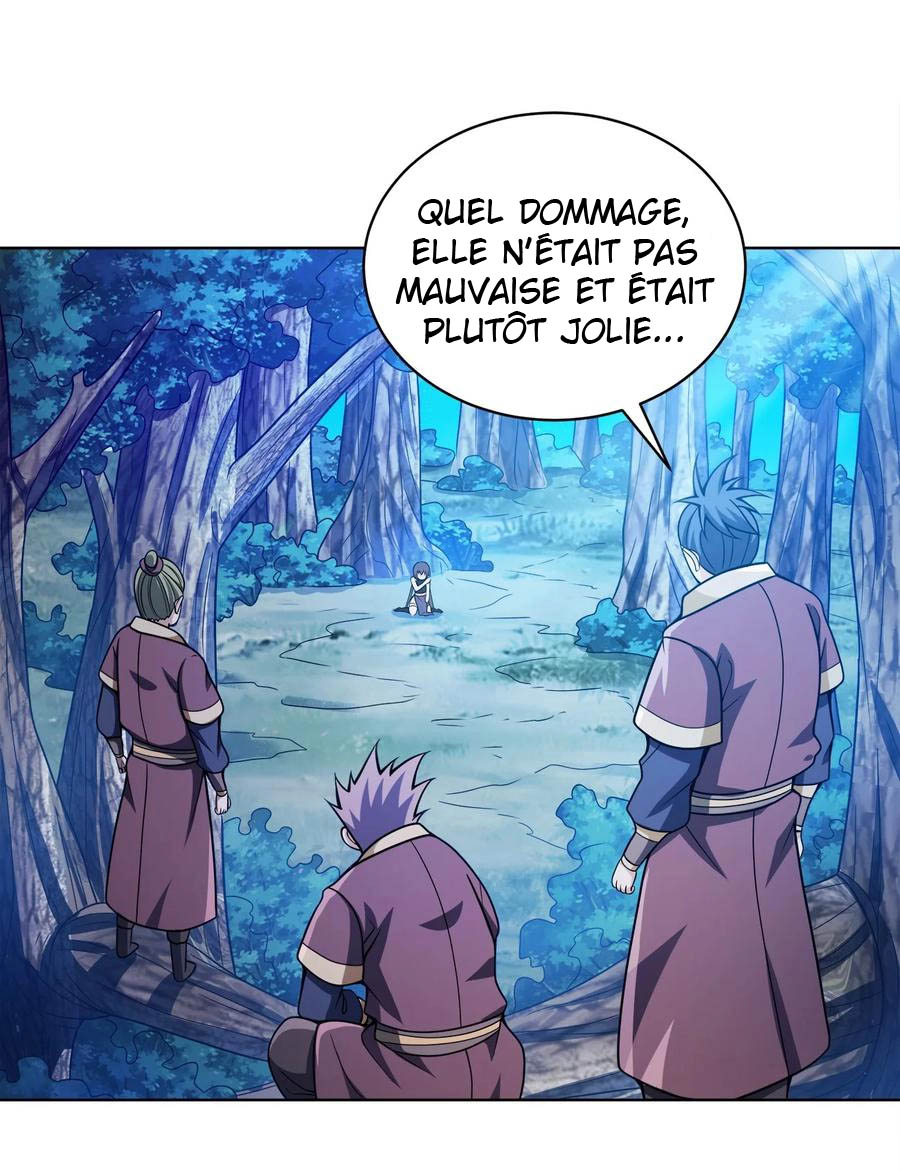 QUEL DOMMAGE,
ELLE N'ÉTAIT PAS
MAUVAISE ET ÉTAIT
PLUTÔT JOLIE...